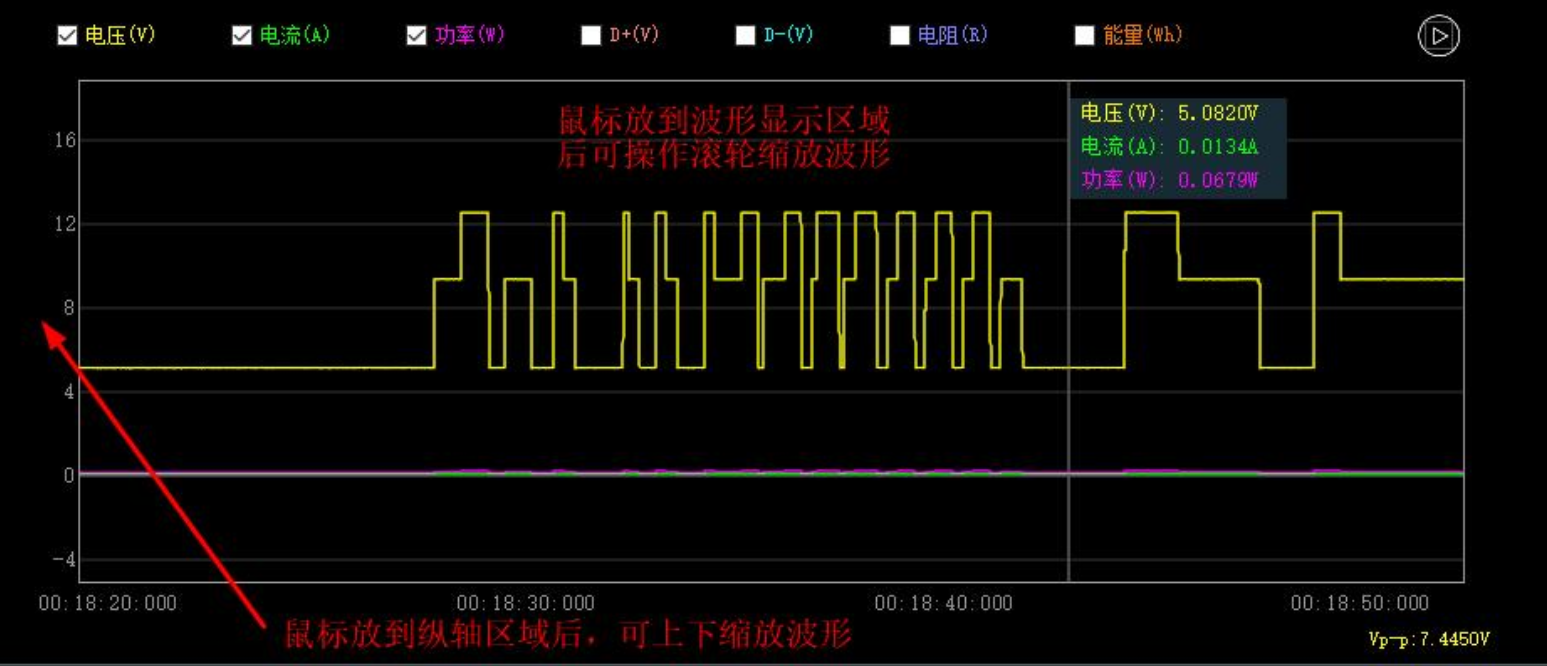 电压(V) 电流(A) 功率(W) D+(V) D-(V) 电阻(R) 能量(Wh)
鼠标放到波形显示区域
后可操作滚轮缩放波形
电压(V): 5.0820V
电流(A): 0.0134A
功率(W): 0.0679W
16
12
8
4
0
-4
00:18:20:000 00:18:30:000 00:18:40:000 00:18:50:000
鼠标放到纵轴区域后，可上下缩放波形
Vp-p:7.4450V